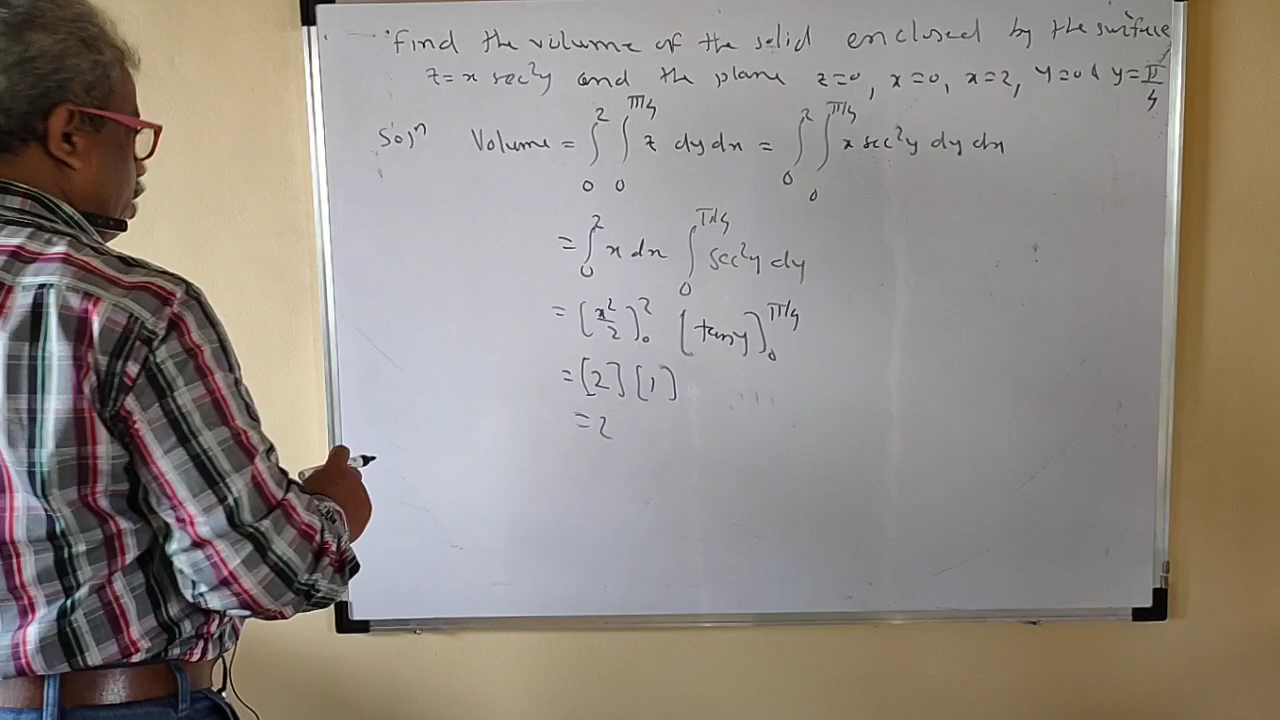 find the volume of the solid enclosed by the surface
z=x sec²y and the plane z=0, x=0, x=2, y=0 & y=π/4
Solⁿ Volume = ∫₀² ∫₀^π/4 z dy dx = ∫₀² ∫₀^π/4 x sec²y dy dx
= ∫₀² x dx ∫₀^π/4 sec²y dy
= [x²/2]₀² [tan y]₀^π/4
= [2] [1]
= 2